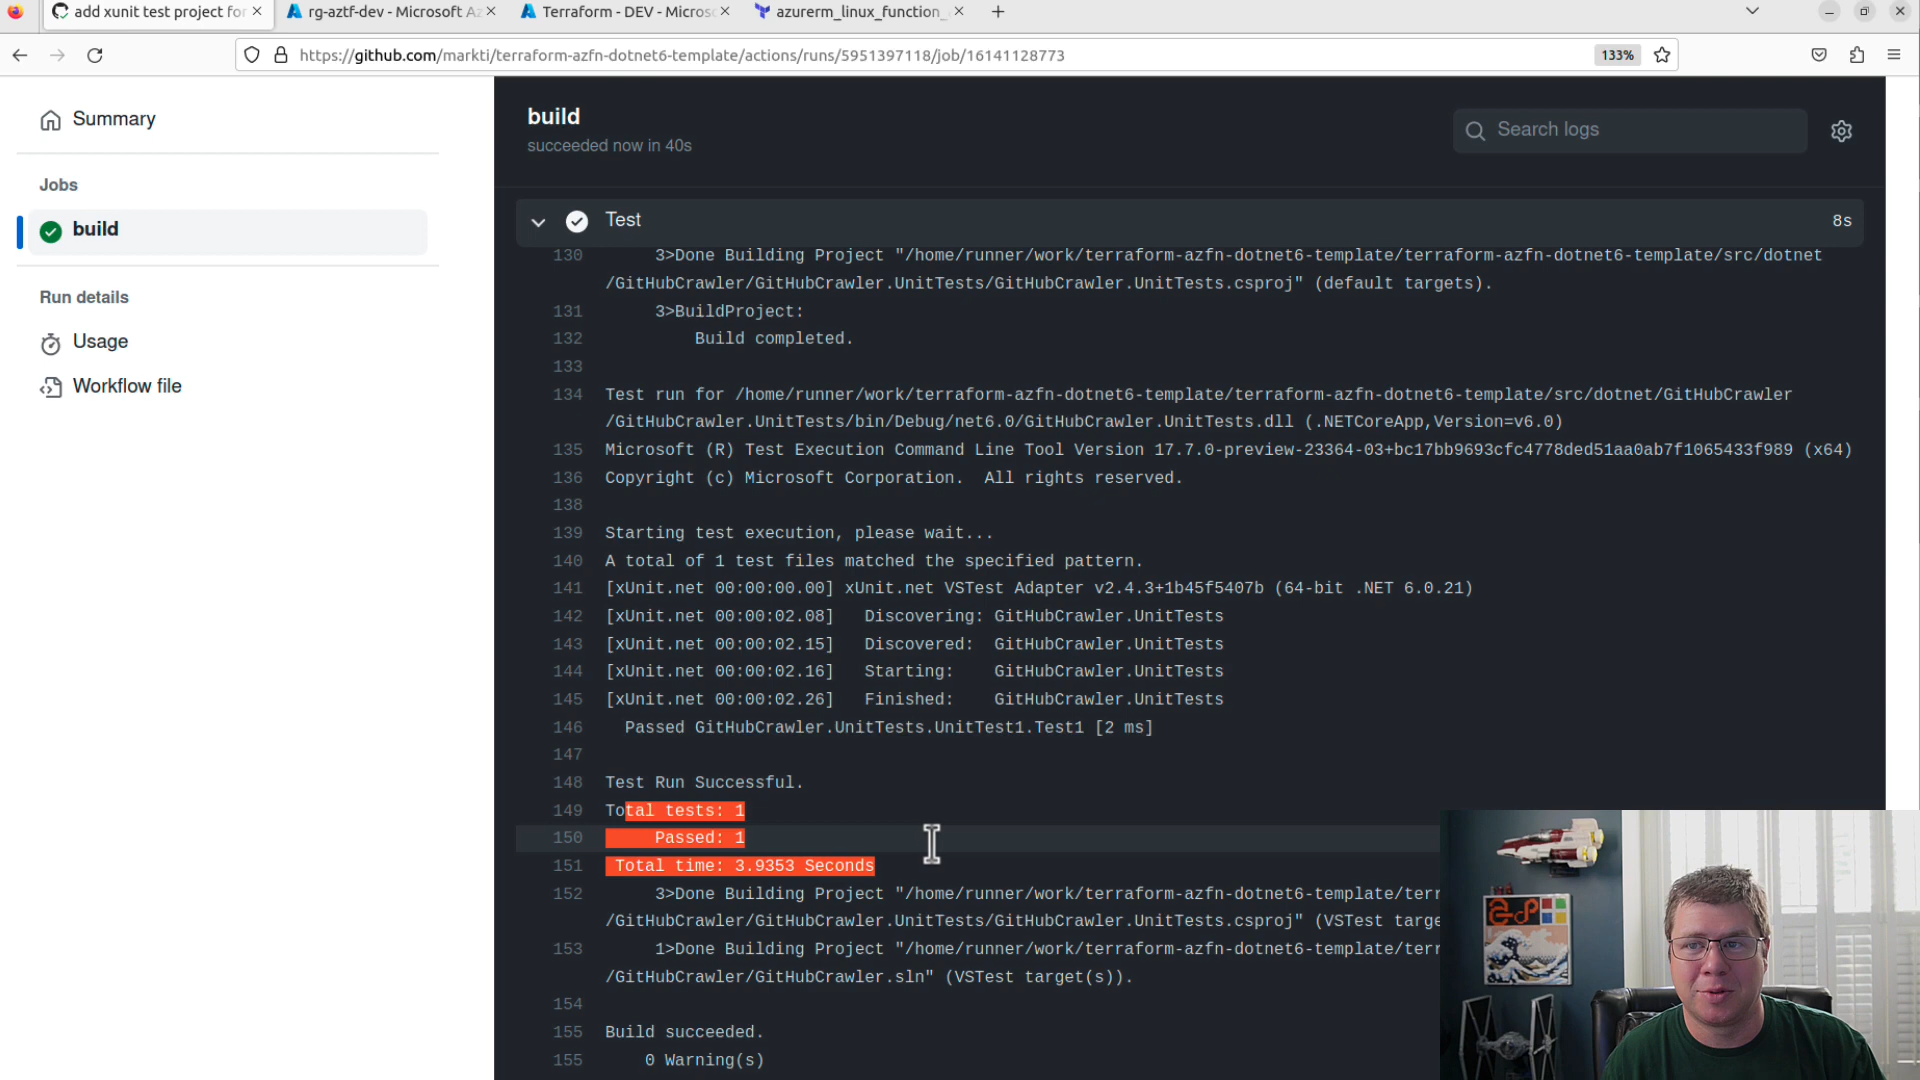 add xunit test project for
rg-aztf-dev - Microsoft Az
Terraform - DEV - Micros
azurerm_linux_function_
https://github.com/markti/terraform-azfn-dotnet6-template/actions/runs/5951397118/job/16141128773
133%
Summary
Jobs
build
Run details
Usage
Workflow file
build
succeeded now in 40s
Search logs
Test
8s
130 3>Done Building Project "/home/runner/work/terraform-azfn-dotnet6-template/terraform-azfn-dotnet6-template/src/dotnet
/GitHubCrawler/GitHubCrawler.UnitTests/GitHubCrawler.UnitTests.csproj" (default targets).
131 3>BuildProject:
132 Build completed.
133
134 Test run for /home/runner/work/terraform-azfn-dotnet6-template/terraform-azfn-dotnet6-template/src/dotnet/GitHubCrawler
/GitHubCrawler.UnitTests/bin/Debug/net6.0/GitHubCrawler.UnitTests.dll (.NETCoreApp,Version=v6.0)
135 Microsoft (R) Test Execution Command Line Tool Version 17.7.0-preview-23364-03+bc17bb9693cfc4778ded51aa0ab7f1065433f989 (x64)
136 Copyright (c) Microsoft Corporation.  All rights reserved.
138
139 Starting test execution, please wait...
140 A total of 1 test files matched the specified pattern.
141 [xUnit.net 00:00:00.00] xUnit.net VSTest Adapter v2.4.3+1b45f5407b (64-bit .NET 6.0.21)
142 [xUnit.net 00:00:02.08]   Discovering: GitHubCrawler.UnitTests
143 [xUnit.net 00:00:02.15]   Discovered:  GitHubCrawler.UnitTests
144 [xUnit.net 00:00:02.16]   Starting:    GitHubCrawler.UnitTests
145 [xUnit.net 00:00:02.26]   Finished:    GitHubCrawler.UnitTests
146 Passed GitHubCrawler.UnitTests.UnitTest1.Test1 [2 ms]
147
148 Test Run Successful.
149 Total tests: 1
150 Passed: 1
151 Total time: 3.9353 Seconds
152 3>Done Building Project "/home/runner/work/terraform-azfn-dotnet6-template/terr
/GitHubCrawler/GitHubCrawler.UnitTests/GitHubCrawler.UnitTests.csproj" (VSTest targe
153 1>Done Building Project "/home/runner/work/terraform-azfn-dotnet6-template/terr
/GitHubCrawler/GitHubCrawler.sln" (VSTest target(s)).
154
155 Build succeeded.
155 0 Warning(s)